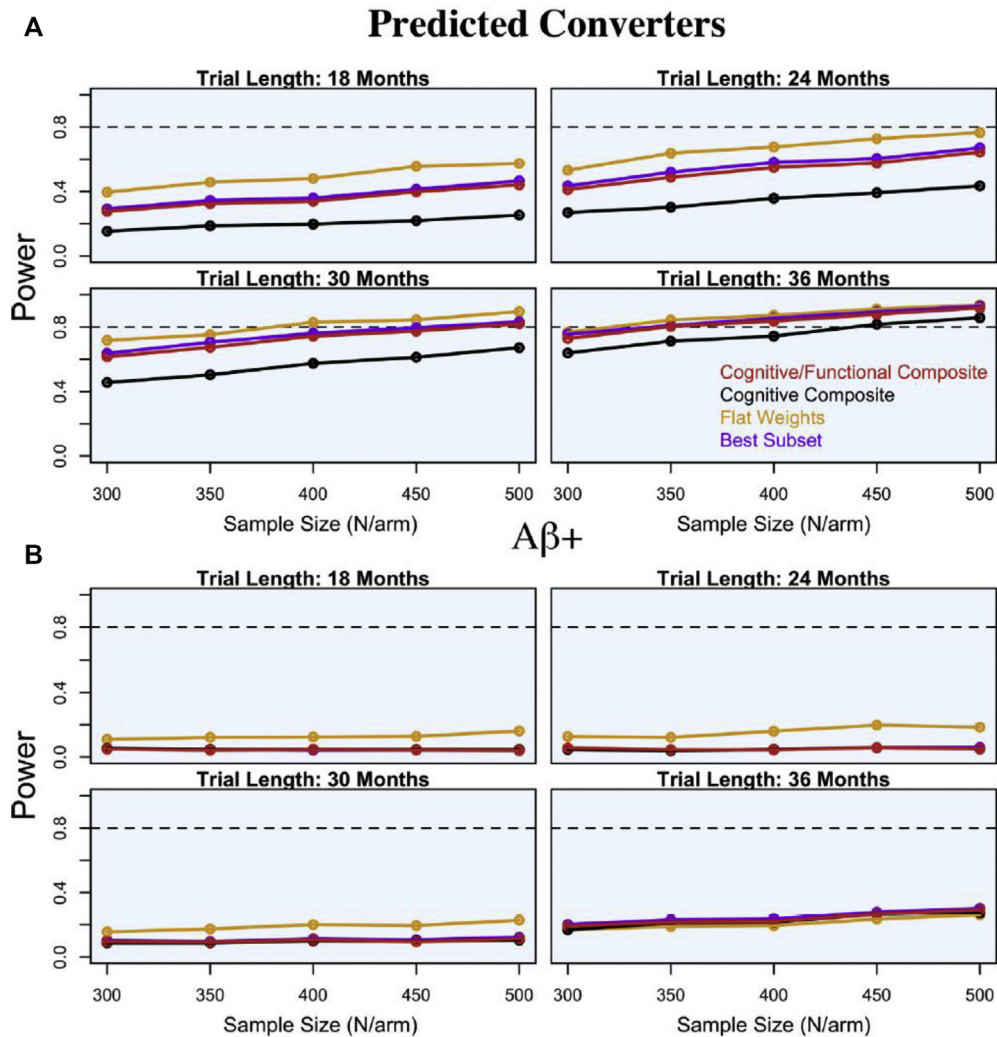 A
Predicted Converters
Trial Length: 18 Months
Trial Length: 24 Months
0.8
0.4
0.0
Trial Length: 30 Months
Trial Length: 36 Months
Power
0.8
0.4
0.0
Cognitive/Functional Composite
Cognitive Composite
Flat Weights
Best Subset
300 350 400 450 500
300 350 400 450 500
Sample Size (N/arm)
Sample Size (N/arm)
Aβ+
B
Trial Length: 18 Months
Trial Length: 24 Months
0.8
0.4
0.0
Trial Length: 30 Months
Trial Length: 36 Months
Power
0.8
0.4
0.0
300 350 400 450 500
300 350 400 450 500
Sample Size (N/arm)
Sample Size (N/arm)